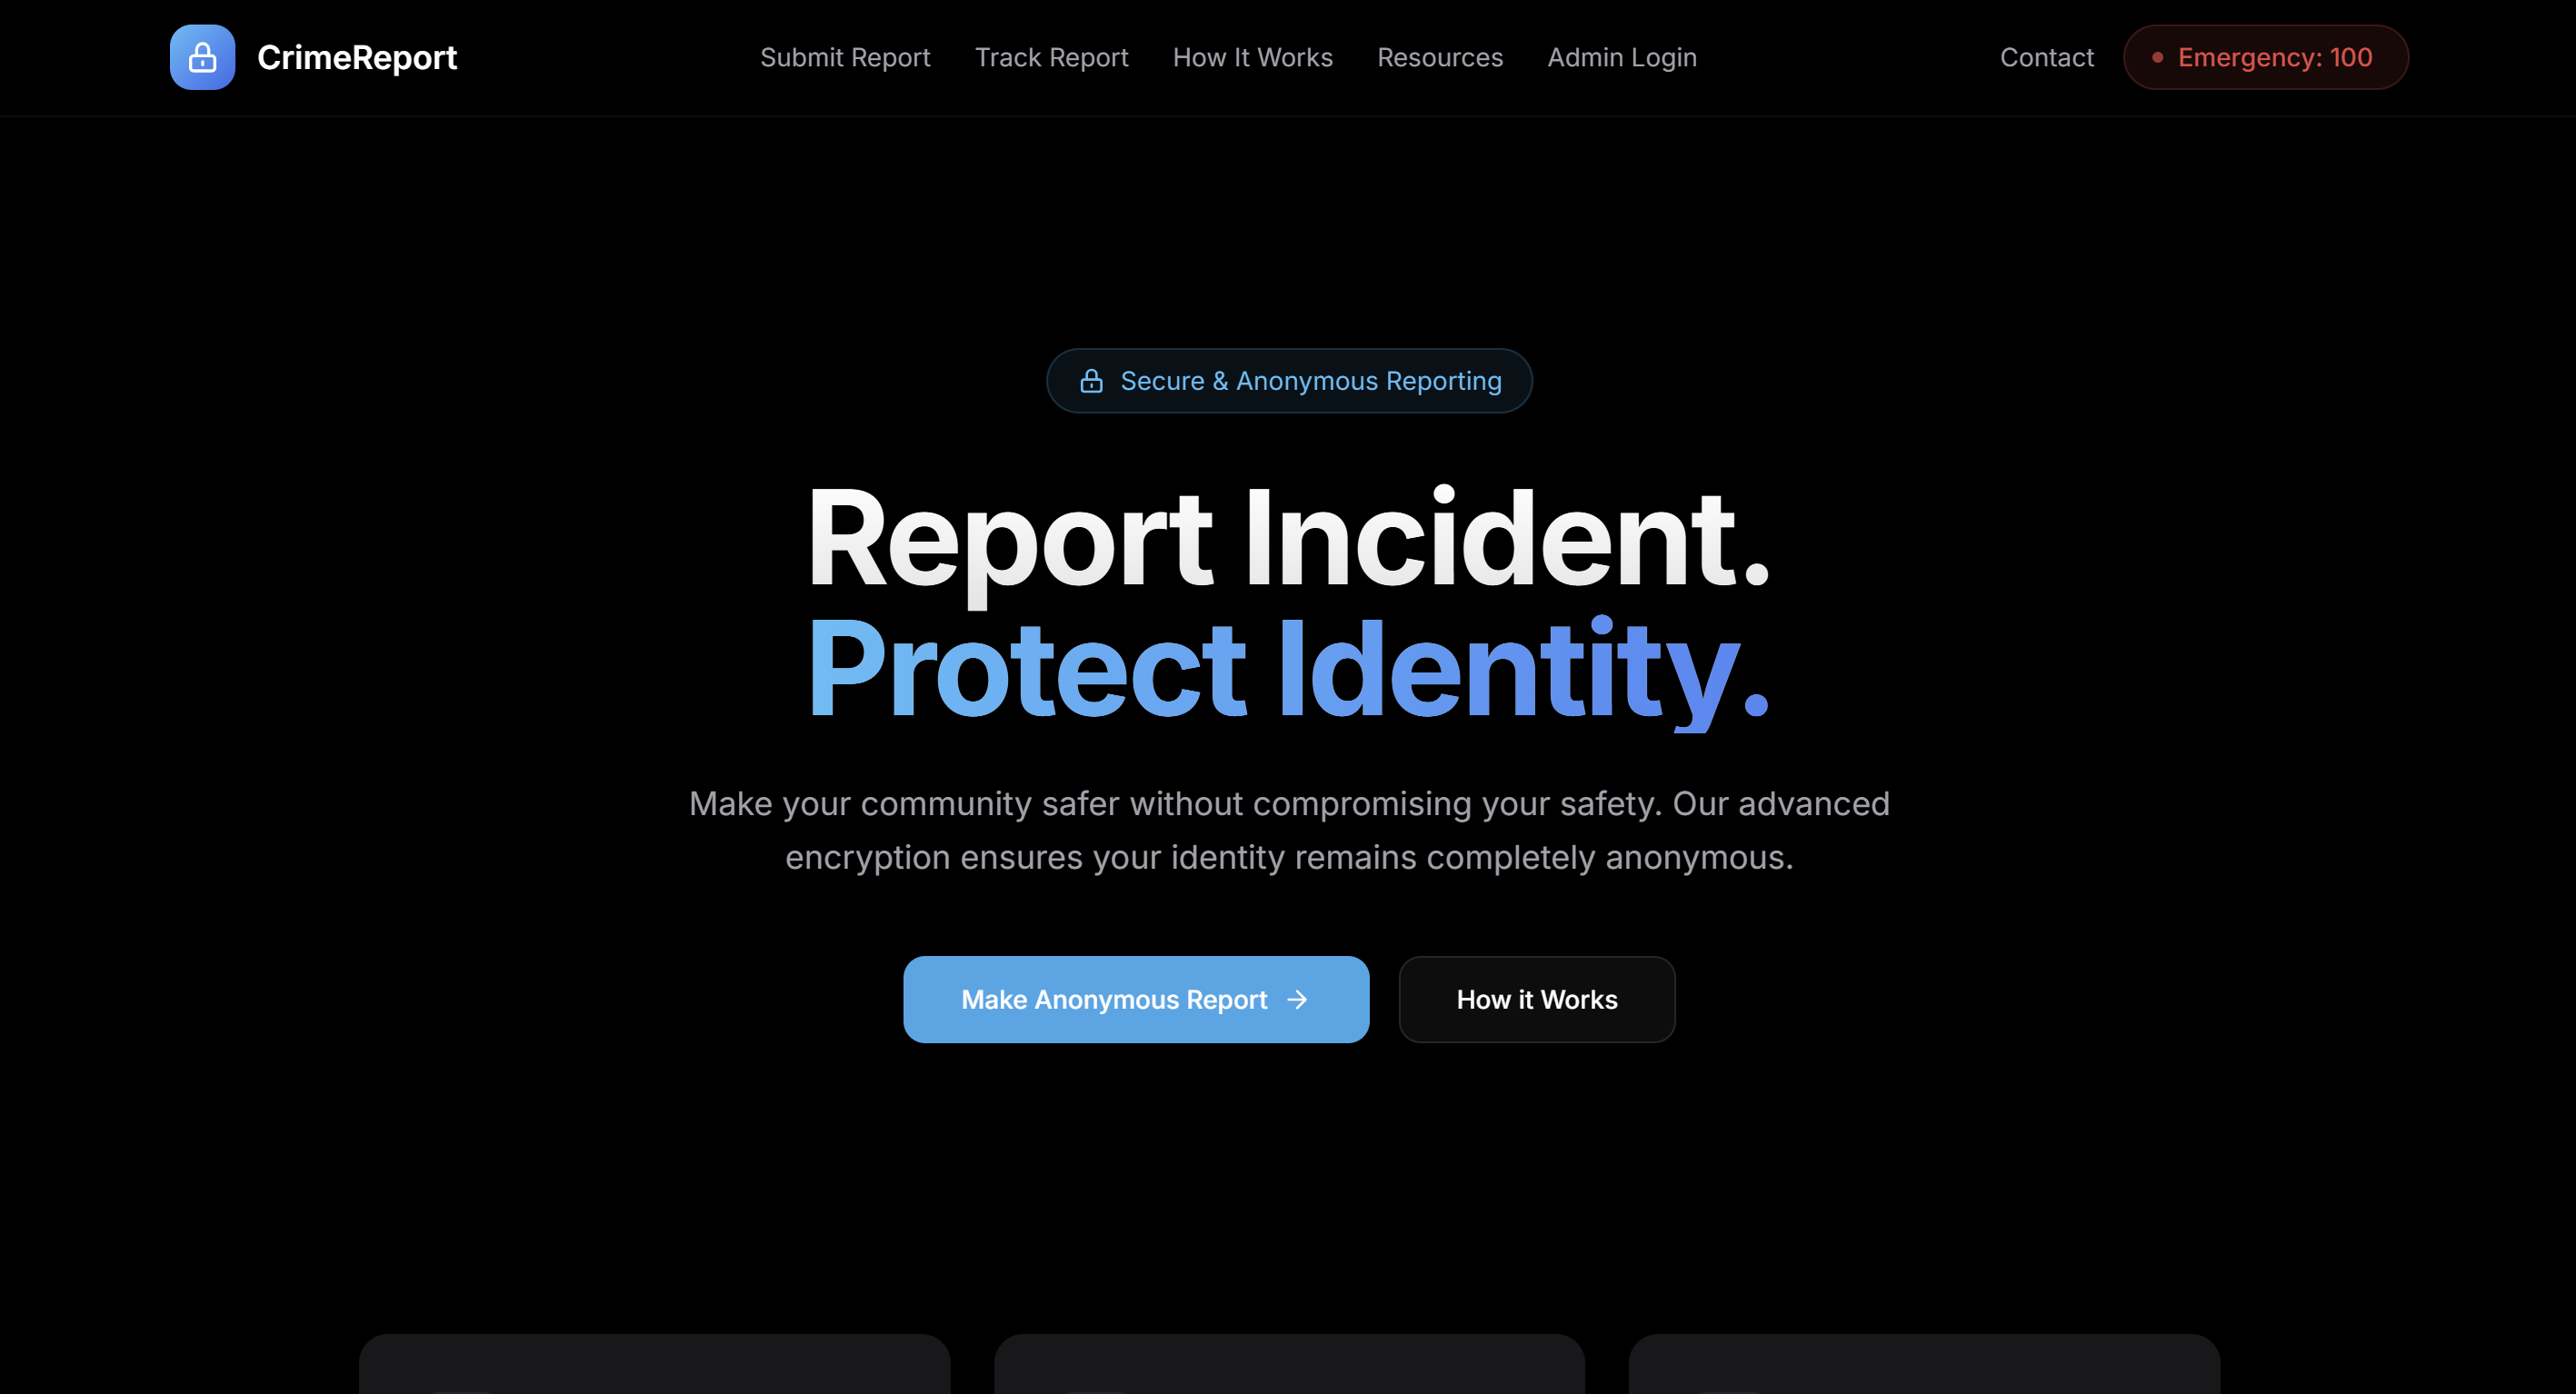 CrimeReport
Submit Report
Track Report
How It Works
Resources
Admin Login
Contact
Emergency: 100
Secure & Anonymous Reporting
Report Incident.
Protect Identity.
Make your community safer without compromising your safety. Our advanced
encryption ensures your identity remains completely anonymous.
Make Anonymous Report
How it Works